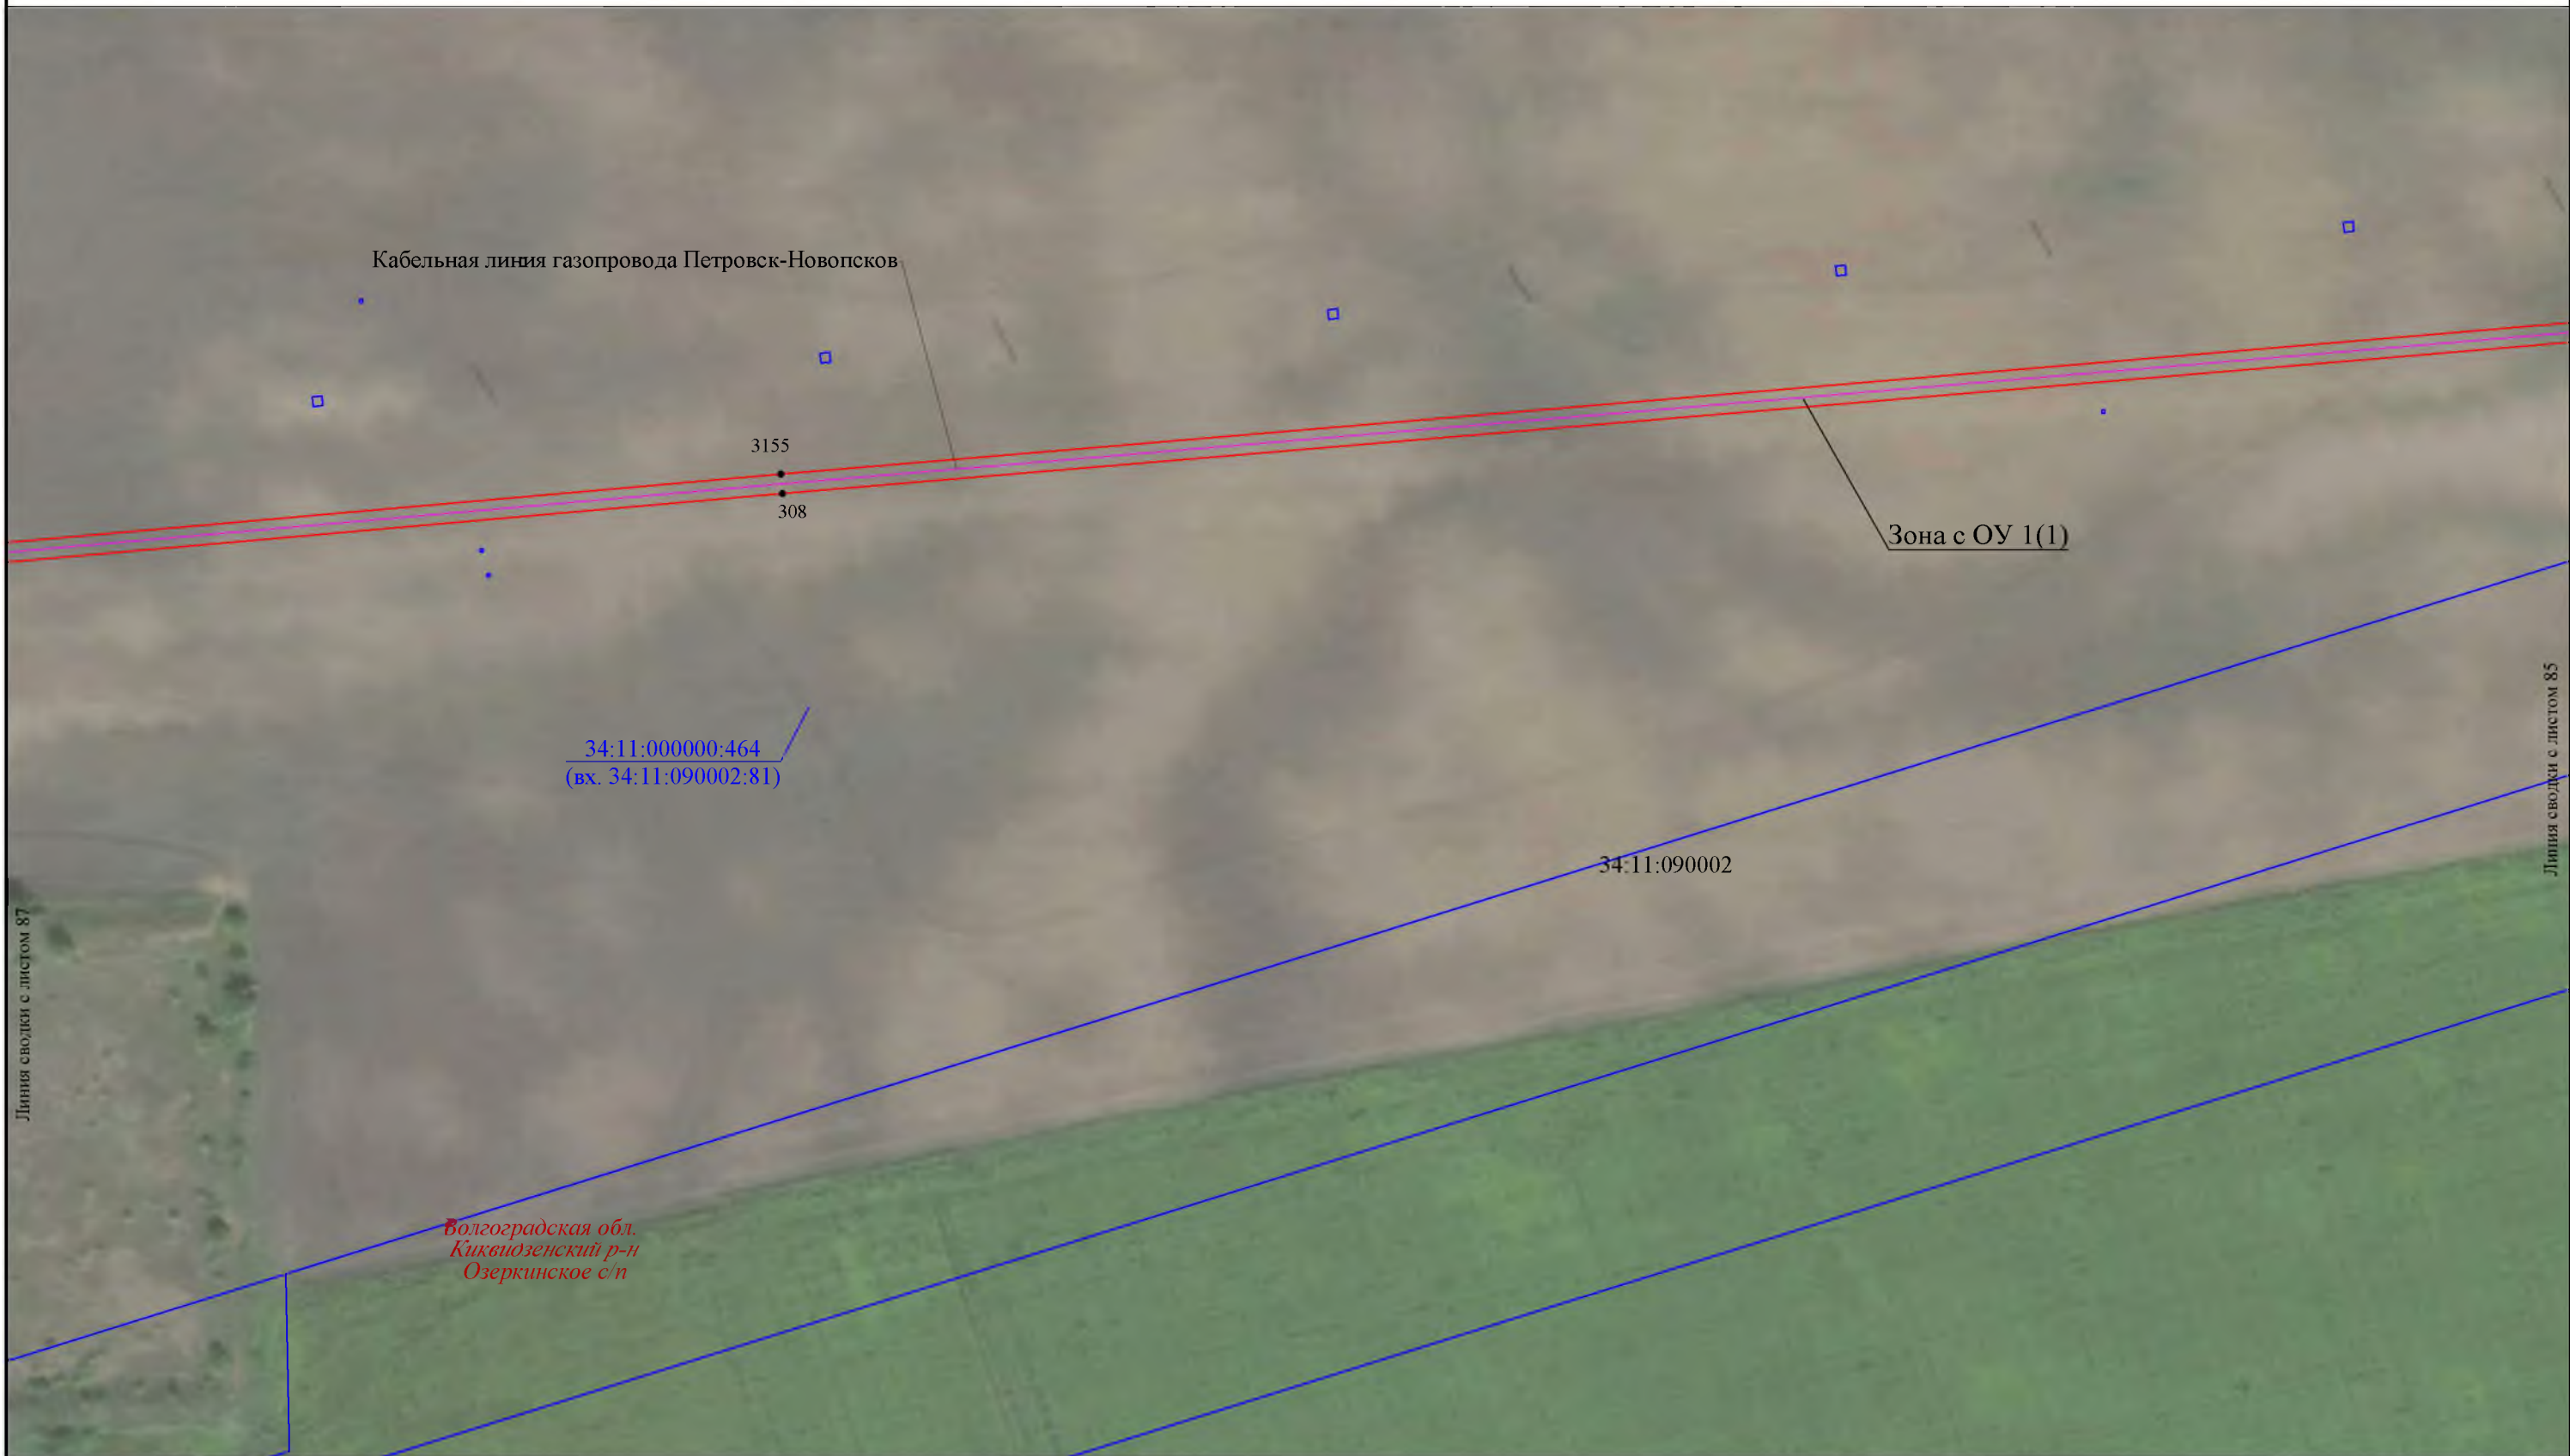 Кабельная линия газопровода Петровск-Новопсков
3155
308
Зона с ОУ 1(1)
34:11:000000:464
(вх. 34:11:090002:81)
34:11:090002
Линия сводки с листом 85
Линия сводки с листом 87
Волгоградская обл.
Киквидзенский р-н
Озеркинское с/п